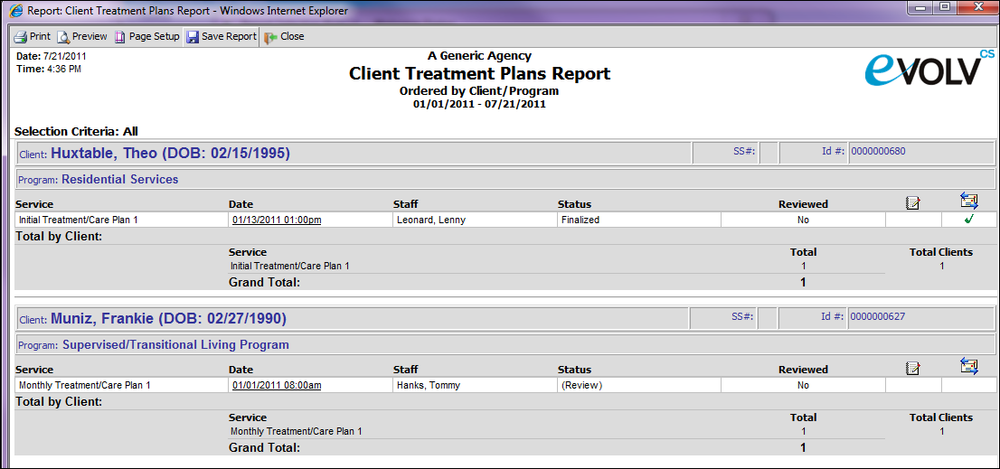 Report: Client Treatment Plans Report - Windows Internet Explorer
Print Preview Page Setup Save Report Close
Date: 7/21/2011
Time: 4:36 PM
A Generic Agency
Client Treatment Plans Report
Ordered by Client/Program
01/01/2011 - 07/21/2011
eVOLV CS
Selection Criteria: All
Client: Huxtable, Theo (DOB: 02/15/1995) SS#: Id #: 0000000680
Program: Residential Services
Service Date Staff Status Reviewed
Initial Treatment/Care Plan 1 01/13/2011 01:00pm Leonard, Lenny Finalized No
Total by Client:
Service Total Total Clients
Initial Treatment/Care Plan 1 1 1
Grand Total: 1
Client: Muniz, Frankie (DOB: 02/27/1990) SS#: Id #: 0000000627
Program: Supervised/Transitional Living Program
Service Date Staff Status Reviewed
Monthly Treatment/Care Plan 1 01/01/2011 08:00am Hanks, Tommy (Review) No
Total by Client:
Service Total Total Clients
Monthly Treatment/Care Plan 1 1 1
Grand Total: 1